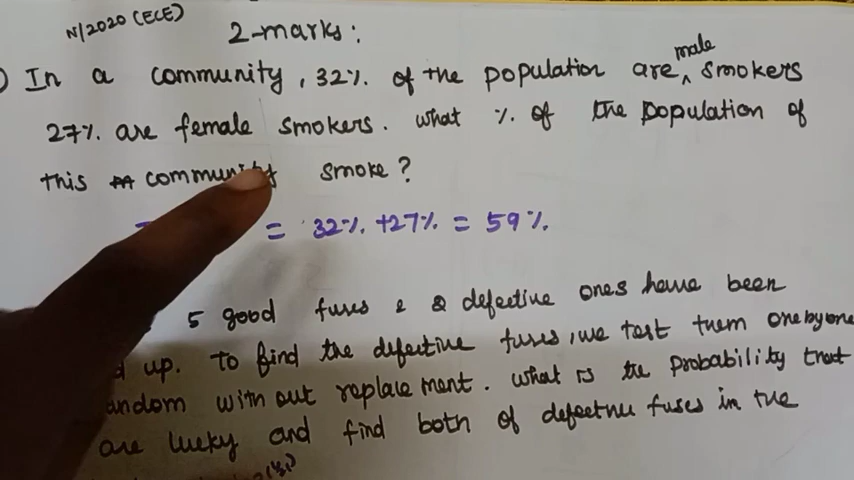 N/2020 (ECE)
2-marks:
) In a community, 32%. of the population are male smokers
27%. are female smokers. what %. of the population of
this community smoke?
= 32%. +27%. = 59%.
5 good fuses & 2 defective ones have been
up. To find the defective fuses, we test them one by one
andom with out replacement. what is the probability that
are lucky and find both of defective fuses in the